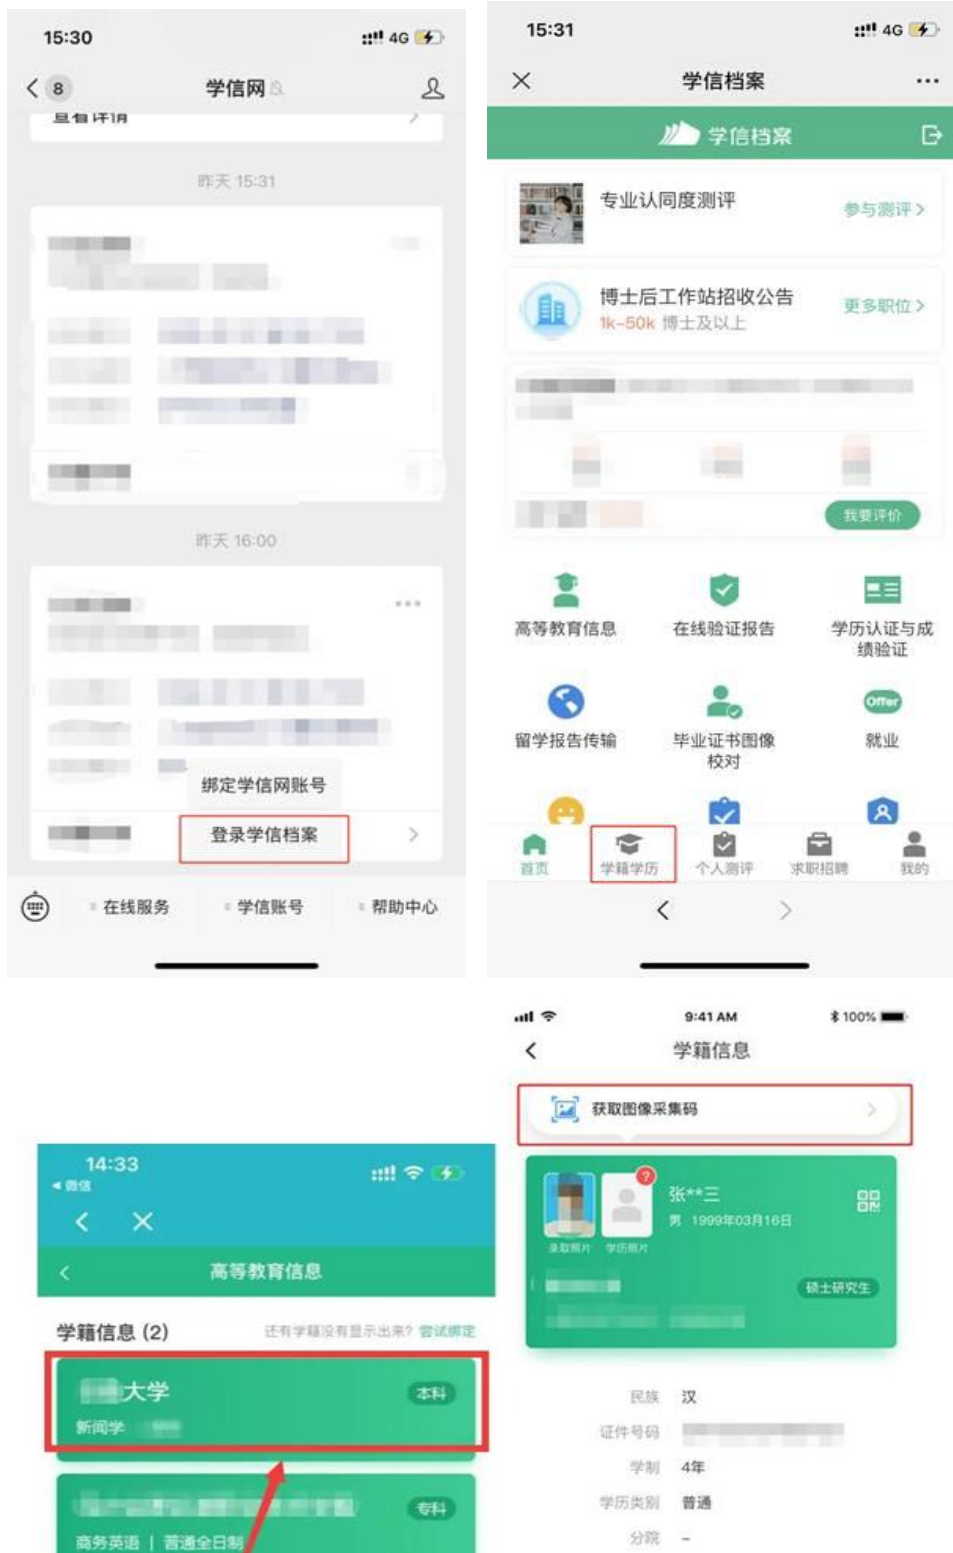 15:30
4G
8
学信网
查看详情
昨天 15:31
昨天 16:00
绑定学信网账号
登录学信档案
在线服务
学信账号
帮助中心
15:31
4G
学信档案
学信档案
专业认同度测评
参与测评
博士后工作站招收公告
1k-50k 博士及以上
更多职位
我要评价
高等教育信息
在线验证报告
学历认证与成
绩验证
留学报告传输
毕业证书图像
校对
Offer
就业
首页
学籍学历
个人测评
求职招聘
我的
14:33
微信
高等教育信息
学籍信息 (2)
还有学籍没有显示出来? 尝试绑定
大学
本科
新闻学
专科
商务英语 | 普通全日制
9:41 AM
100%
学籍信息
获取图像采集码
?
张**三
男 1999年03月16日
录取照片
学历照片
硕士研究生
民族 汉
证件号码
学制 4年
学历类别 普通
分院 –